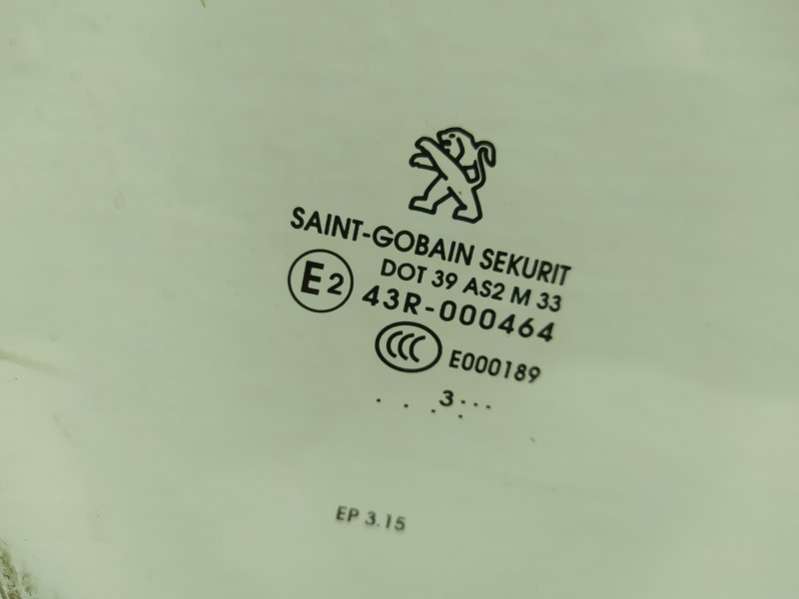 SAINT-GOBAIN SEKURIT
DOT 39 AS2 M 33
E2 43R-000464
CCC E000189
. . . . 3 ...
EP 3.15